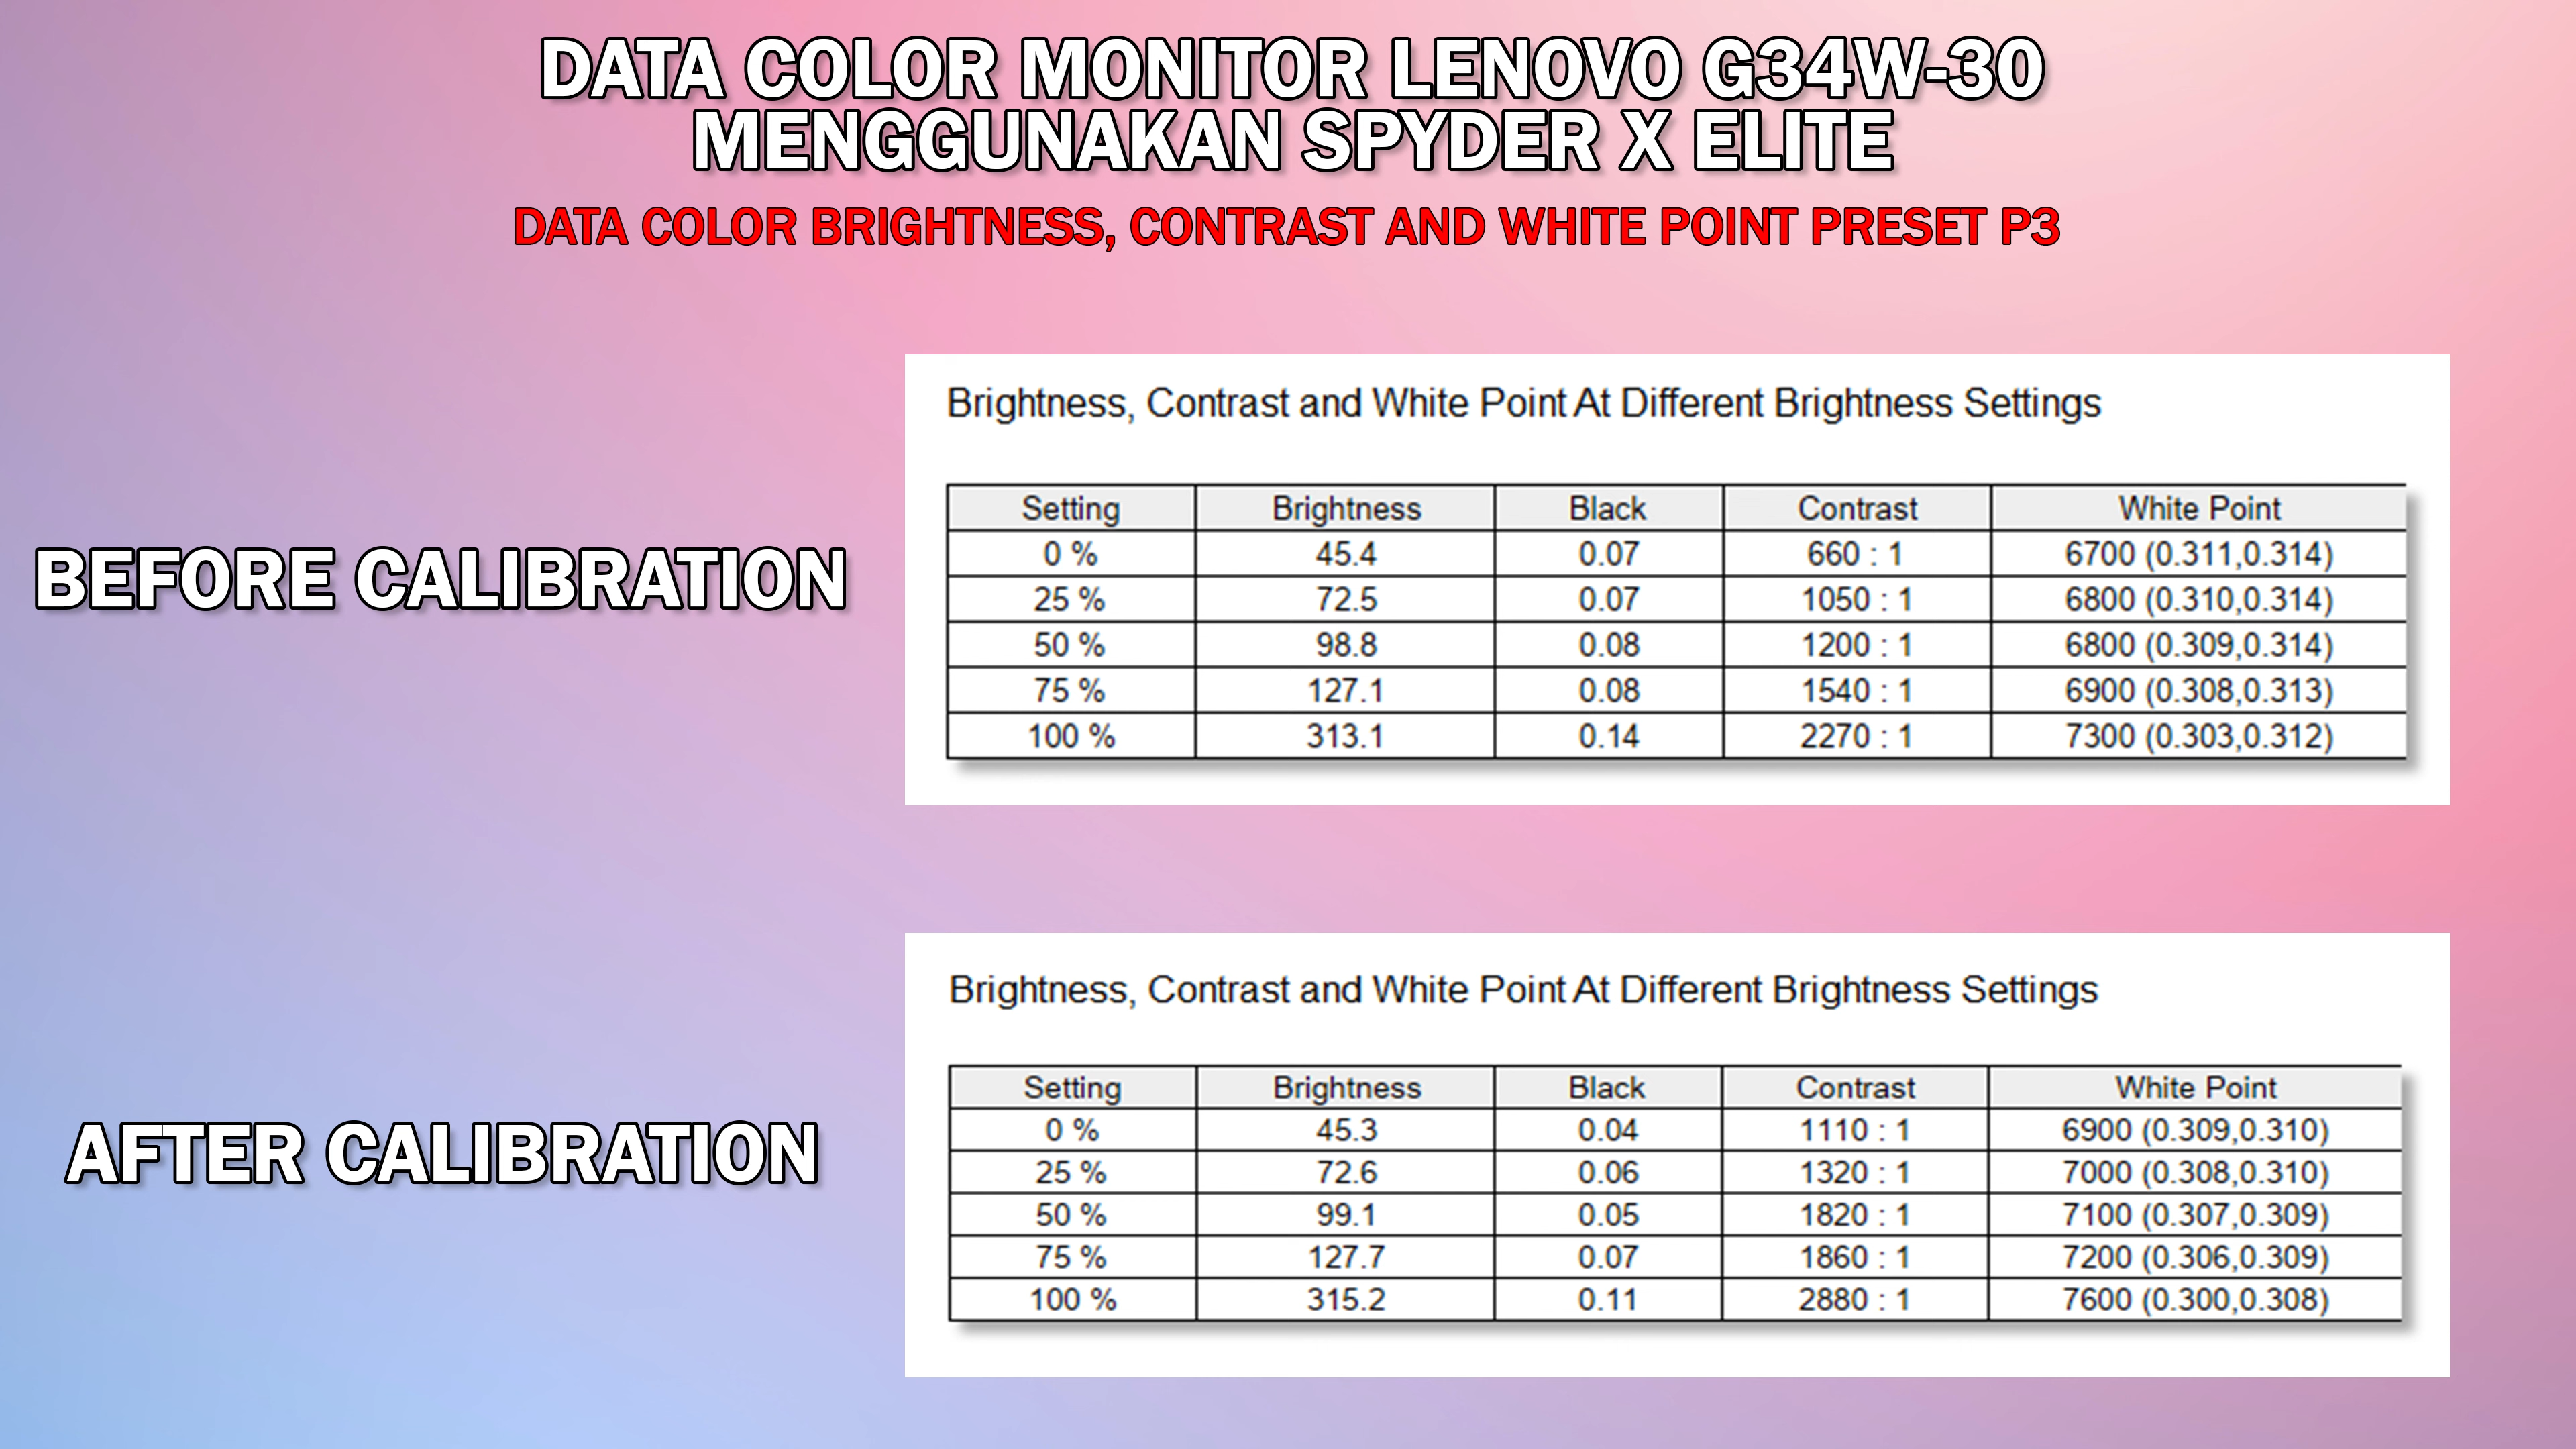 DATA COLOR MONITOR LENOVO G34W-30
MENGGUNAKAN SPYDER X ELITE
DATA COLOR BRIGHTNESS, CONTRAST AND WHITE POINT PRESET P3
BEFORE CALIBRATION
Brightness, Contrast and White Point At Different Brightness Settings
Setting Brightness Black Contrast White Point
0 % 45.4 0.07 660 : 1 6700 (0.311,0.314)
25 % 72.5 0.07 1050 : 1 6800 (0.310,0.314)
50 % 98.8 0.08 1200 : 1 6800 (0.309,0.314)
75 % 127.1 0.08 1540 : 1 6900 (0.308,0.313)
100 % 313.1 0.14 2270 : 1 7300 (0.303,0.312)
AFTER CALIBRATION
Brightness, Contrast and White Point At Different Brightness Settings
Setting Brightness Black Contrast White Point
0 % 45.3 0.04 1110 : 1 6900 (0.309,0.310)
25 % 72.6 0.06 1320 : 1 7000 (0.308,0.310)
50 % 99.1 0.05 1820 : 1 7100 (0.307,0.309)
75 % 127.7 0.07 1860 : 1 7200 (0.306,0.309)
100 % 315.2 0.11 2880 : 1 7600 (0.300,0.308)